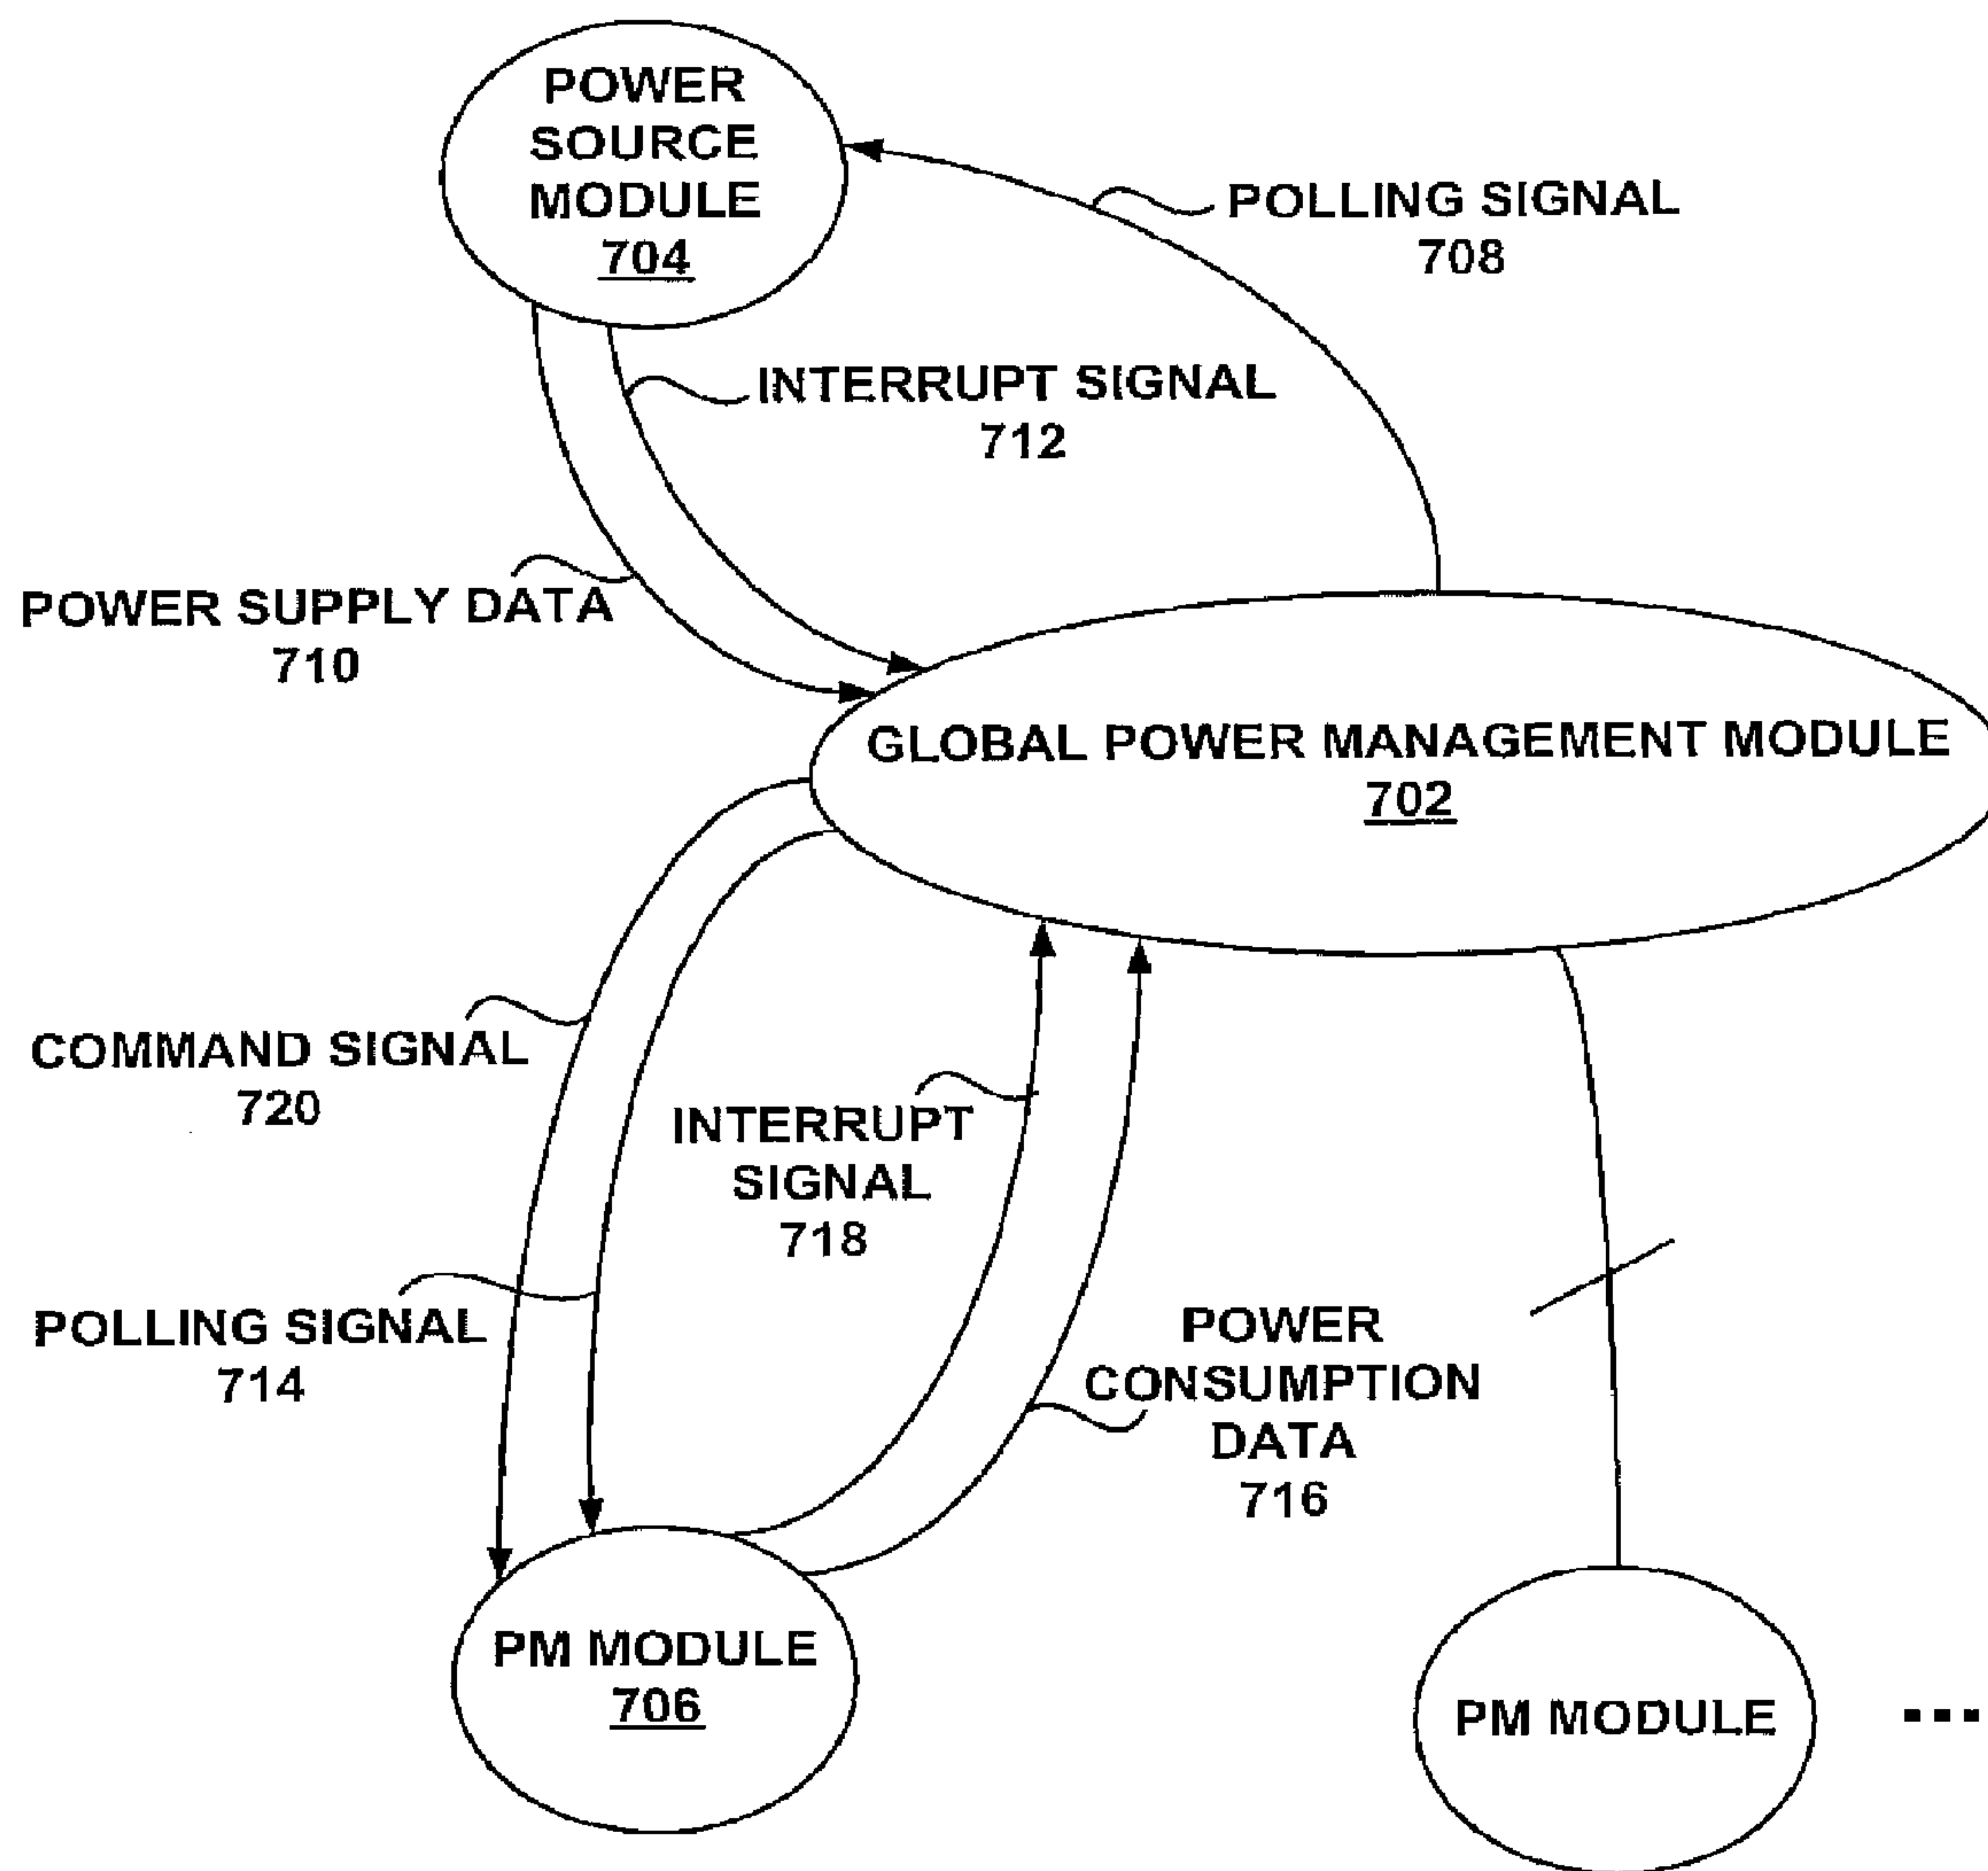 POWER
SOURCE
MODULE
704
POLLING SIGNAL
708
INTERRUPT SIGNAL
712
POWER SUPPLY DATA
710
GLOBAL POWER MANAGEMENT MODULE
702
COMMAND SIGNAL
720
INTERRUPT
SIGNAL
718
POLLING SIGNAL
714
POWER
CONSUMPTION
DATA
716
PM MODULE
706
PM MODULE
...